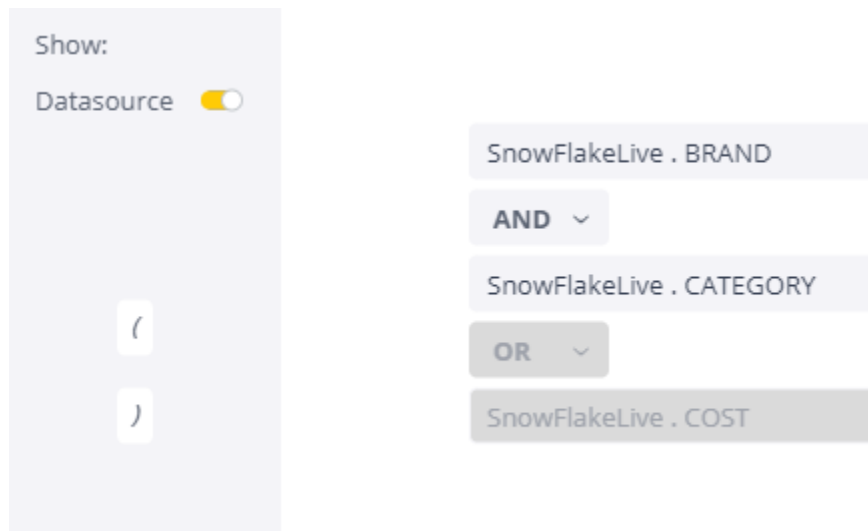 Show:
Datasource
SnowFlakeLive . BRAND
AND
SnowFlakeLive . CATEGORY
(
OR
)
SnowFlakeLive . COST